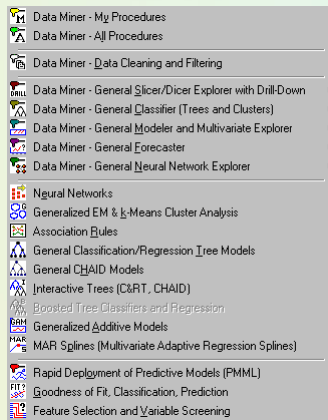 Data Miner - My Procedures
Data Miner - All Procedures
Data Miner - Data Cleaning and Filtering
DRILL Data Miner - General Slicer/Dicer Explorer with Drill-Down
Data Miner - General Classifier (Trees and Clusters)
Data Miner - General Modeler and Multivariate Explorer
Data Miner - General Forecaster
Data Miner - General Neural Network Explorer
Neural Networks
Generalized EM & k-Means Cluster Analysis
Association Rules
General Classification/Regression Tree Models
General CHAID Models
Interactive Trees (C&RT, CHAID)
Boosted Tree Classifiers and Regression
GAM Generalized Additive Models
MAR S MAR Splines (Multivariate Adaptive Regression Splines)
Rapid Deployment of Predictive Models (PMML)
FIT? Goodness of Fit, Classification, Prediction
Feature Selection and Variable Screening